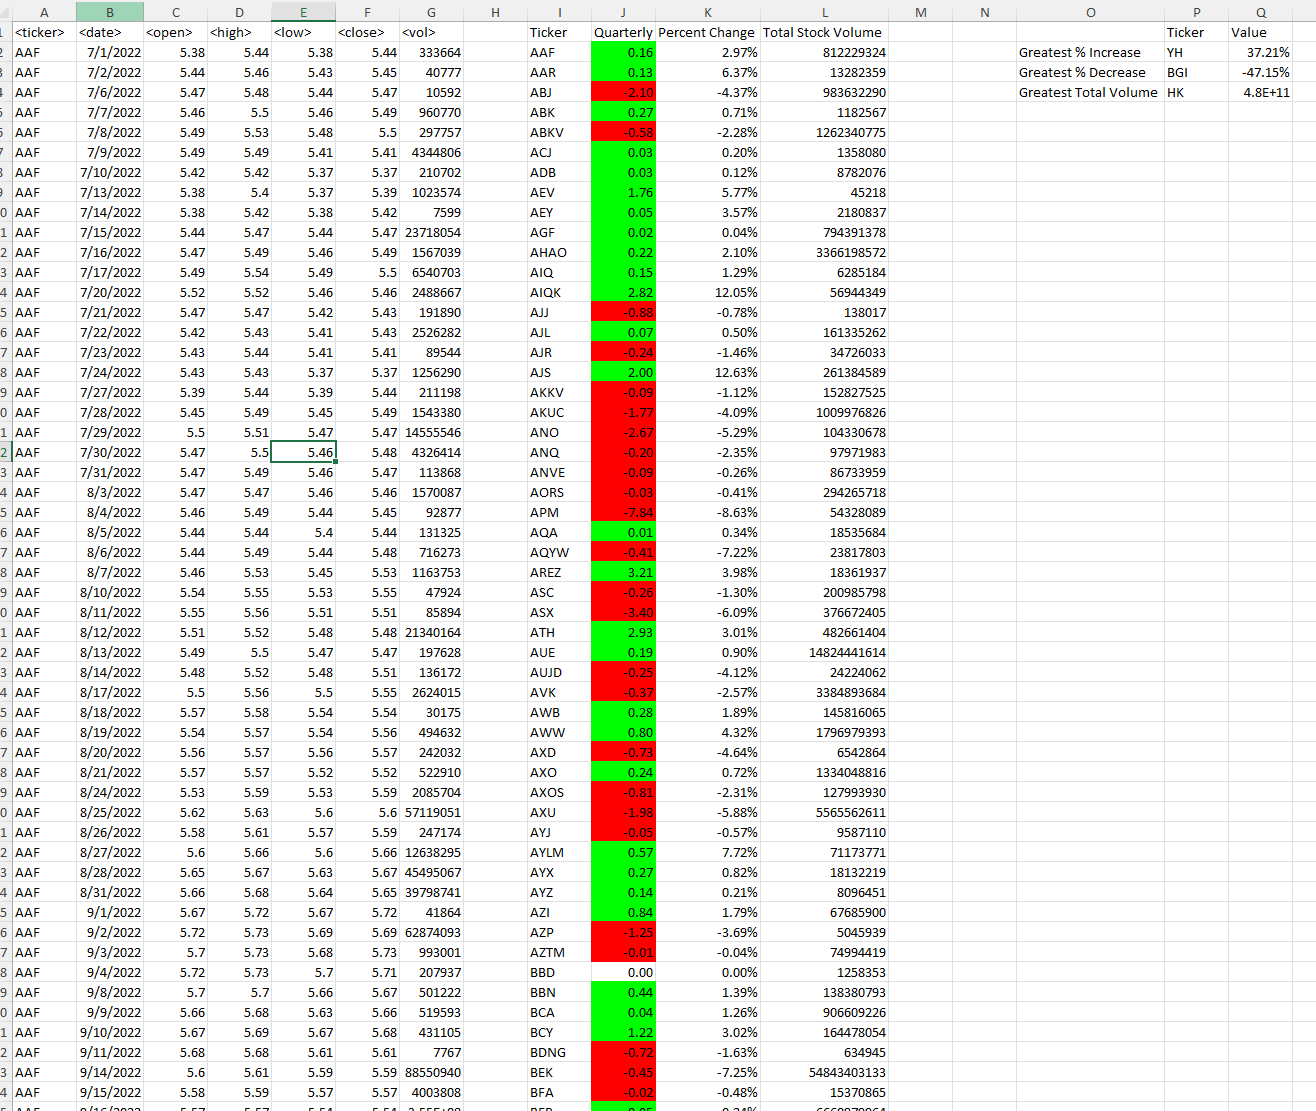 A B C D E F G H I J K L M N O P Q
1 <ticker> <date> <open> <high> <low> <close> <vol> Ticker Quarterly Percent Change Total Stock Volume Ticker Value
2 AAF 7/1/2022 5.38 5.44 5.38 5.44 333664 AAF 0.16 2.97% 812229324 Greatest % Increase YH 37.21%
3 AAF 7/2/2022 5.44 5.46 5.43 5.45 40777 AAR 0.13 6.37% 13282359 Greatest % Decrease BGI -47.15%
4 AAF 7/6/2022 5.47 5.48 5.44 5.47 10592 ABJ -2.10 -4.37% 983632290 Greatest Total Volume HK 4.8E+11
5 AAF 7/7/2022 5.46 5.5 5.46 5.49 960770 ABK 0.27 0.71% 1182567
6 AAF 7/8/2022 5.49 5.53 5.48 5.5 297757 ABKV -0.58 -2.28% 1262340775
7 AAF 7/9/2022 5.49 5.49 5.41 5.41 4344806 ACJ 0.03 0.20% 1358080
8 AAF 7/10/2022 5.42 5.42 5.37 5.37 210702 ADB 0.03 0.12% 8782076
9 AAF 7/13/2022 5.38 5.4 5.37 5.39 1023574 AEV 1.76 5.77% 45218
0 AAF 7/14/2022 5.38 5.42 5.38 5.42 7599 AEY 0.05 3.57% 2180837
1 AAF 7/15/2022 5.44 5.47 5.44 5.47 23718054 AGF 0.02 0.04% 794391378
2 AAF 7/16/2022 5.47 5.49 5.46 5.49 1567039 AHAO 0.22 2.10% 3366198572
3 AAF 7/17/2022 5.49 5.54 5.49 5.5 6540703 AIQ 0.15 1.29% 6285184
4 AAF 7/20/2022 5.52 5.52 5.46 5.46 2488667 AIQK 2.82 12.05% 56944349
5 AAF 7/21/2022 5.47 5.47 5.42 5.43 191890 AJJ -0.88 -0.78% 138017
6 AAF 7/22/2022 5.42 5.43 5.41 5.43 2526282 AJL 0.07 0.50% 161335262
7 AAF 7/23/2022 5.43 5.44 5.41 5.41 89544 AJR -0.24 -1.46% 34726033
8 AAF 7/24/2022 5.43 5.43 5.37 5.37 1256290 AJS 2.00 12.63% 261384589
9 AAF 7/27/2022 5.39 5.44 5.39 5.44 211198 AKKV -0.09 -1.12% 152827525
0 AAF 7/28/2022 5.45 5.49 5.45 5.49 1543380 AKUC -1.77 -4.09% 1009976826
1 AAF 7/29/2022 5.5 5.51 5.47 5.47 14555546 ANO -2.67 -5.29% 104330678
2 AAF 7/30/2022 5.47 5.5 5.46 5.48 4326414 ANQ -0.20 -2.35% 97971983
3 AAF 7/31/2022 5.47 5.49 5.46 5.47 113868 ANVE -0.09 -0.26% 86733959
4 AAF 8/3/2022 5.47 5.47 5.46 5.46 1570087 AORS -0.03 -0.41% 294265718
5 AAF 8/4/2022 5.46 5.49 5.44 5.45 92877 APM -7.84 -8.63% 54328089
6 AAF 8/5/2022 5.44 5.44 5.4 5.44 131325 AQA 0.01 0.34% 18535684
7 AAF 8/6/2022 5.44 5.49 5.44 5.48 716273 AQYW -0.41 -7.22% 23817803
8 AAF 8/7/2022 5.46 5.53 5.45 5.53 1163753 AREZ 3.21 3.98% 18361937
9 AAF 8/10/2022 5.54 5.55 5.53 5.55 47924 ASC -0.26 -1.30% 200985798
0 AAF 8/11/2022 5.55 5.56 5.51 5.51 85894 ASX -3.40 -6.09% 376672405
1 AAF 8/12/2022 5.51 5.52 5.48 5.48 21340164 ATH 2.93 3.01% 482661404
2 AAF 8/13/2022 5.49 5.5 5.47 5.47 197628 AUE 0.19 0.90% 14824441614
3 AAF 8/14/2022 5.48 5.52 5.48 5.51 136172 AUJD -0.25 -4.12% 24224062
4 AAF 8/17/2022 5.5 5.56 5.5 5.55 2624015 AVK -0.37 -2.57% 3384893684
5 AAF 8/18/2022 5.57 5.58 5.54 5.54 30175 AWB 0.28 1.89% 145816065
6 AAF 8/19/2022 5.54 5.57 5.54 5.56 494632 AWW 0.80 4.32% 1796979393
7 AAF 8/20/2022 5.56 5.57 5.56 5.57 242032 AXD -0.73 -4.64% 6542864
8 AAF 8/21/2022 5.57 5.57 5.52 5.52 522910 AXO 0.24 0.72% 1334048816
9 AAF 8/24/2022 5.53 5.59 5.53 5.59 2085704 AXOS -0.81 -2.31% 127993930
0 AAF 8/25/2022 5.62 5.63 5.6 5.6 57119051 AXU -1.98 -5.88% 5565562611
1 AAF 8/26/2022 5.58 5.61 5.57 5.59 247174 AYJ -0.05 -0.57% 9587110
2 AAF 8/27/2022 5.6 5.66 5.6 5.66 12638295 AYLM 0.57 7.72% 71173771
3 AAF 8/28/2022 5.65 5.67 5.63 5.67 45495067 AYX 0.27 0.82% 18132219
4 AAF 8/31/2022 5.66 5.68 5.64 5.65 39798741 AYZ 0.14 0.21% 8096451
5 AAF 9/1/2022 5.67 5.72 5.67 5.72 41864 AZI 0.84 1.79% 67685900
6 AAF 9/2/2022 5.72 5.73 5.69 5.69 62874093 AZP -1.25 -3.69% 5045939
7 AAF 9/3/2022 5.7 5.73 5.68 5.73 993001 AZTM -0.01 -0.04% 74994419
8 AAF 9/4/2022 5.72 5.73 5.7 5.71 207937 BBD 0.00 0.00% 1258353
9 AAF 9/8/2022 5.7 5.7 5.66 5.67 501222 BBN 0.44 1.39% 138380793
0 AAF 9/9/2022 5.66 5.68 5.63 5.66 519593 BCA 0.04 1.26% 906609226
1 AAF 9/10/2022 5.67 5.69 5.67 5.68 431105 BCY 1.22 3.02% 164478054
2 AAF 9/11/2022 5.68 5.68 5.61 5.61 7767 BDNG -0.72 -1.63% 634945
3 AAF 9/14/2022 5.6 5.61 5.59 5.59 88550940 BEK -0.45 -7.25% 54843403133
4 AAF 9/15/2022 5.58 5.59 5.57 5.57 4003808 BFA -0.02 -0.48% 15370865